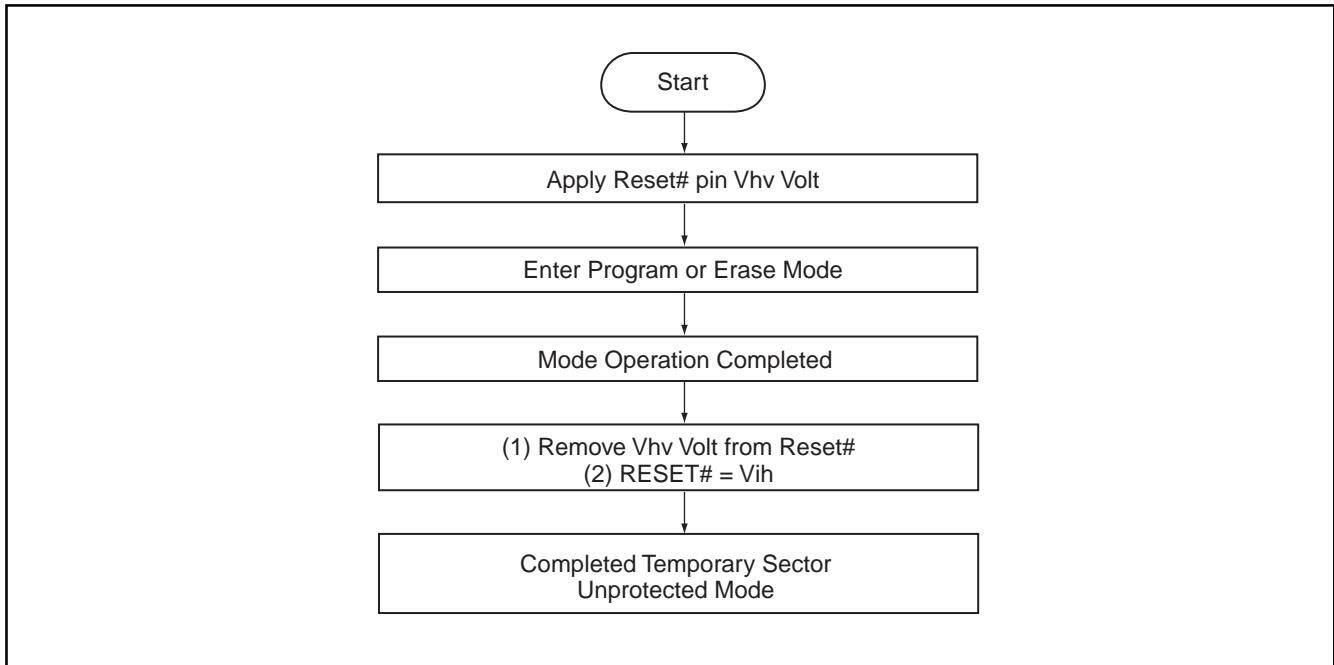 Start
Apply Reset# pin Vhv Volt
Enter Program or Erase Mode
Mode Operation Completed
(1) Remove Vhv Volt from Reset#
(2) RESET# = Vih
Completed Temporary Sector
Unprotected Mode